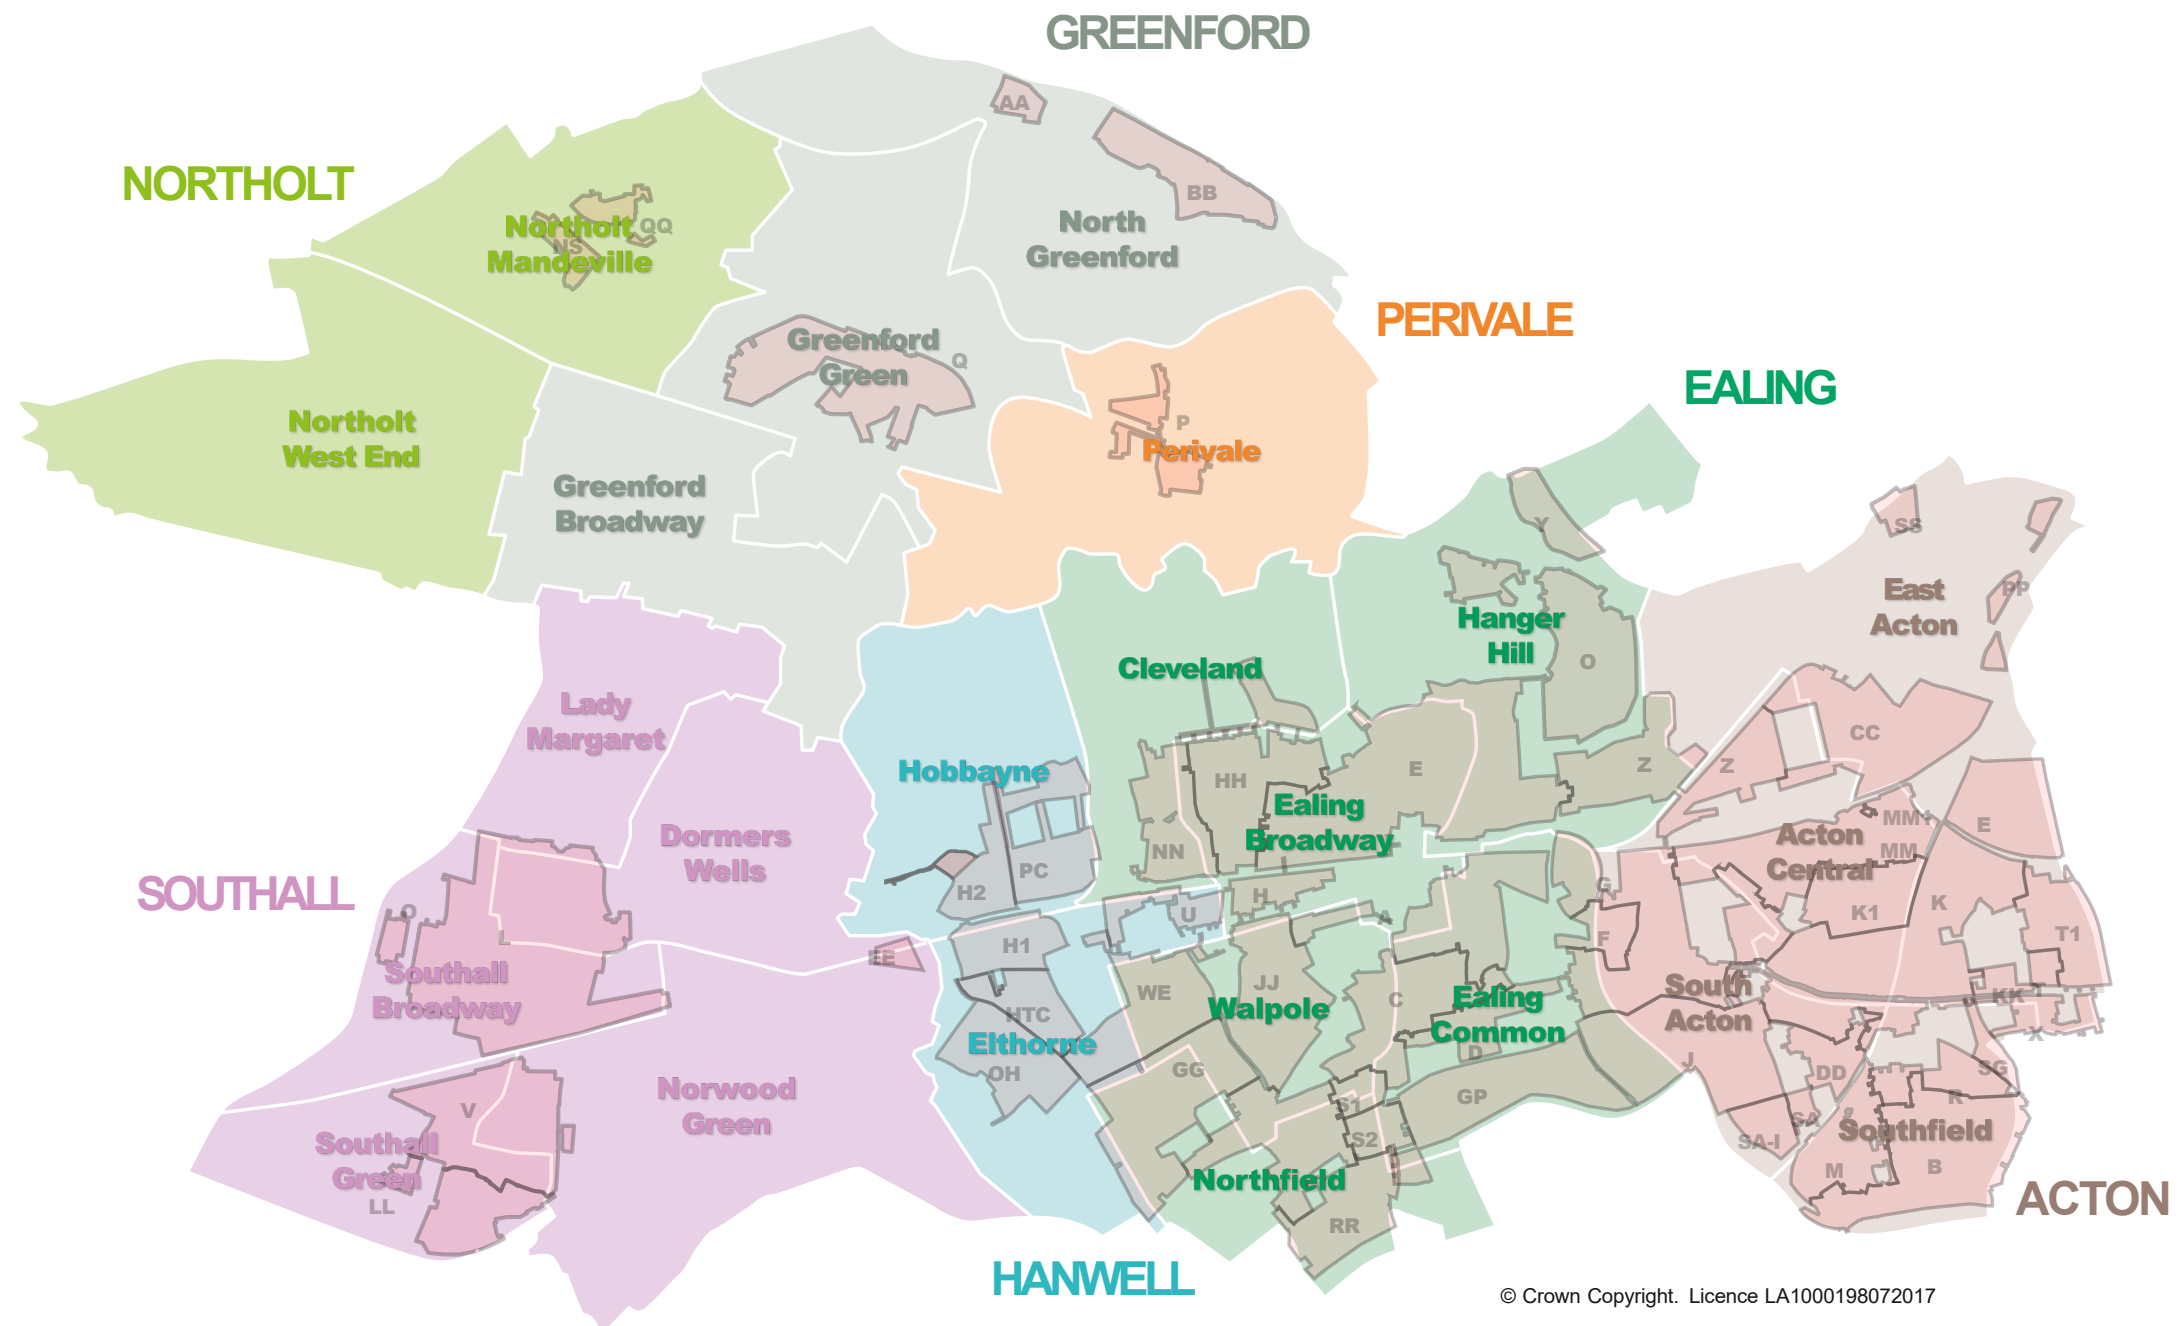 GREENFORD
AA
NORTHOLT
BB
North
Greenford
Northolt
Mandeville
QQ
NS
PERIVALE
Greenford
Green
Q
EALING
Northolt
West End
P
Perivale
Greenford
Broadway
Y
SS
East
Acton
PP
Hanger
Hill
O
Cleveland
Lady
Margaret
CC
Hobbayne
HH
E
Z
Z
Ealing
Broadway
MM1
MM
E
Acton
Central
Dormers
Wells
NN
PC
H2
H
G
K1
K
SOUTHALL
O
L
U
A
F
T1
H1
EE
Southall
Broadway
WE
JJ
Walpole
C
Ealing
Common
South
Acton
KK
HTC
Elthorne
X
OH
GG
D
J
DD
SG
Norwood
Green
V
S1
GP
R
SA
Southall
Green
S2
SA-I
Southfield
M
B
LL
Northfield
RR
ACTON
HANWELL
© Crown Copyright. Licence LA1000198072017